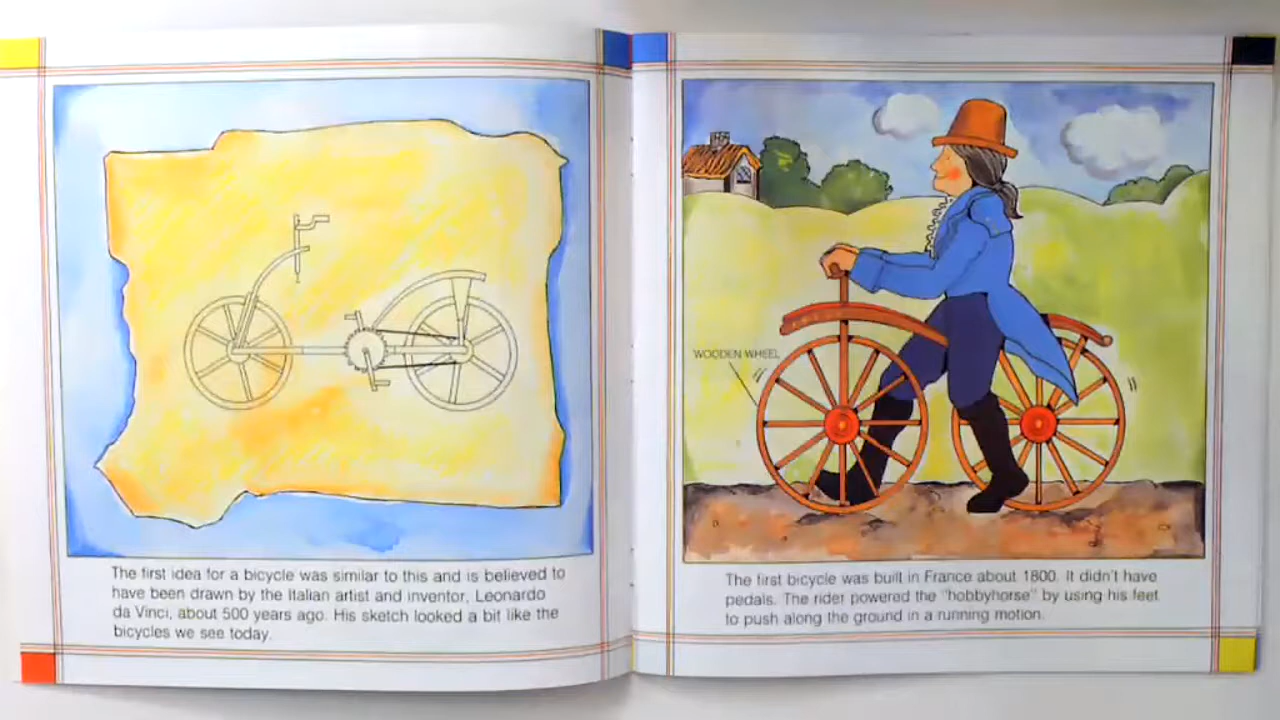 The first idea for a bicycle was similar to this and is believed to
have been drawn by the Italian artist and inventor, Leonardo
da Vinci, about 500 years ago. His sketch looked a bit like the
bicycles we see today.
WOODEN WHEEL
The first bicycle was built in France about 1800. It didn't have
pedals. The rider powered the "hobbyhorse" by using his feet
to push along the ground in a running motion.